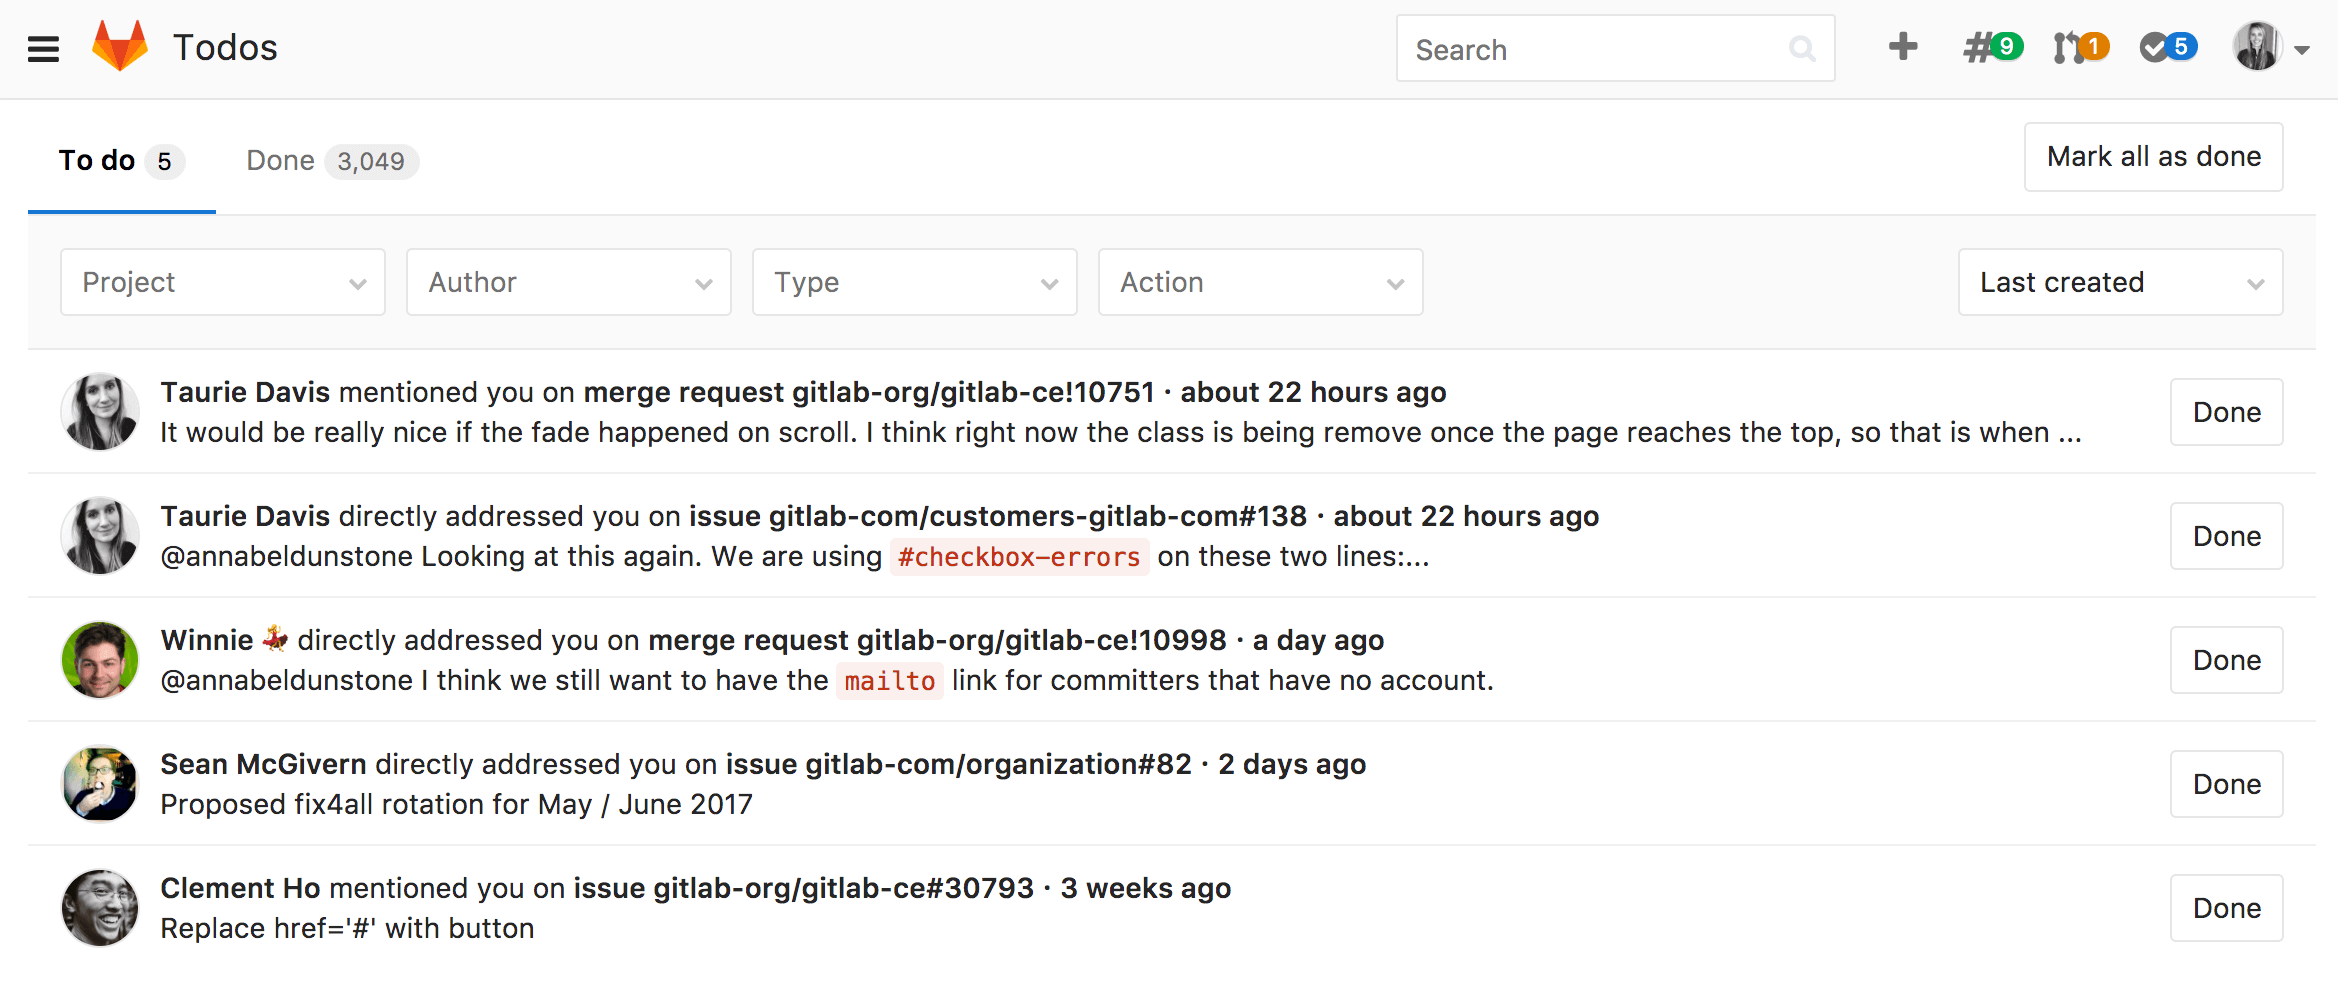 Todos
Search
9
1
5
To do 5
Done 3,049
Mark all as done
Project
Author
Type
Action
Last created
Taurie Davis mentioned you on merge request gitlab-org/gitlab-ce!10751 · about 22 hours ago
It would be really nice if the fade happened on scroll. I think right now the class is being remove once the page reaches the top, so that is when ...
Done
Taurie Davis directly addressed you on issue gitlab-com/customers-gitlab-com#138 · about 22 hours ago
@annabeldunstone Looking at this again. We are using #checkbox-errors on these two lines:...
Done
Winnie 💃 directly addressed you on merge request gitlab-org/gitlab-ce!10998 · a day ago
@annabeldunstone I think we still want to have the mailto link for committers that have no account.
Done
Sean McGivern directly addressed you on issue gitlab-com/organization#82 · 2 days ago
Proposed fix4all rotation for May / June 2017
Done
Clement Ho mentioned you on issue gitlab-org/gitlab-ce#30793 · 3 weeks ago
Replace href='#' with button
Done